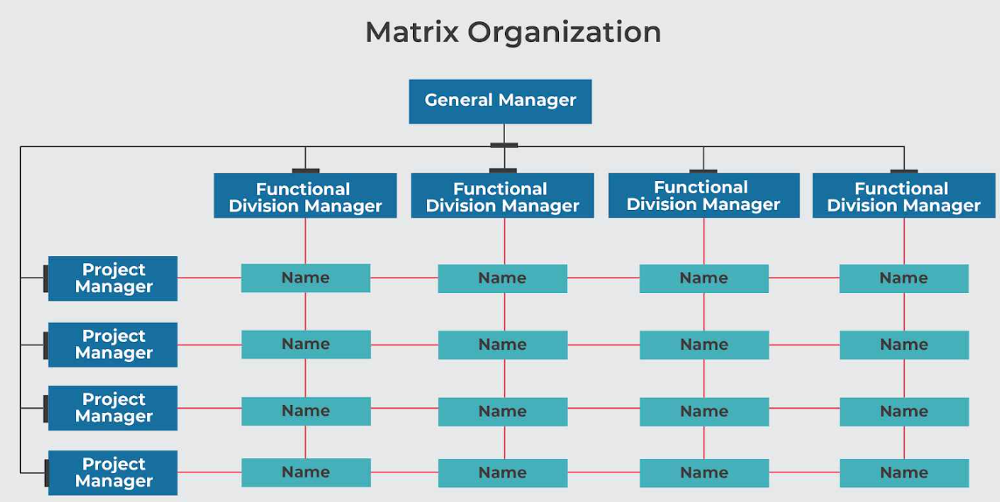 Matrix Organization
General Manager
Functional
Division Manager
Functional
Division Manager
Functional
Division Manager
Functional
Division Manager
Project
Manager
Name
Name
Name
Name
Project
Manager
Name
Name
Name
Name
Project
Manager
Name
Name
Name
Name
Project
Manager
Name
Name
Name
Name